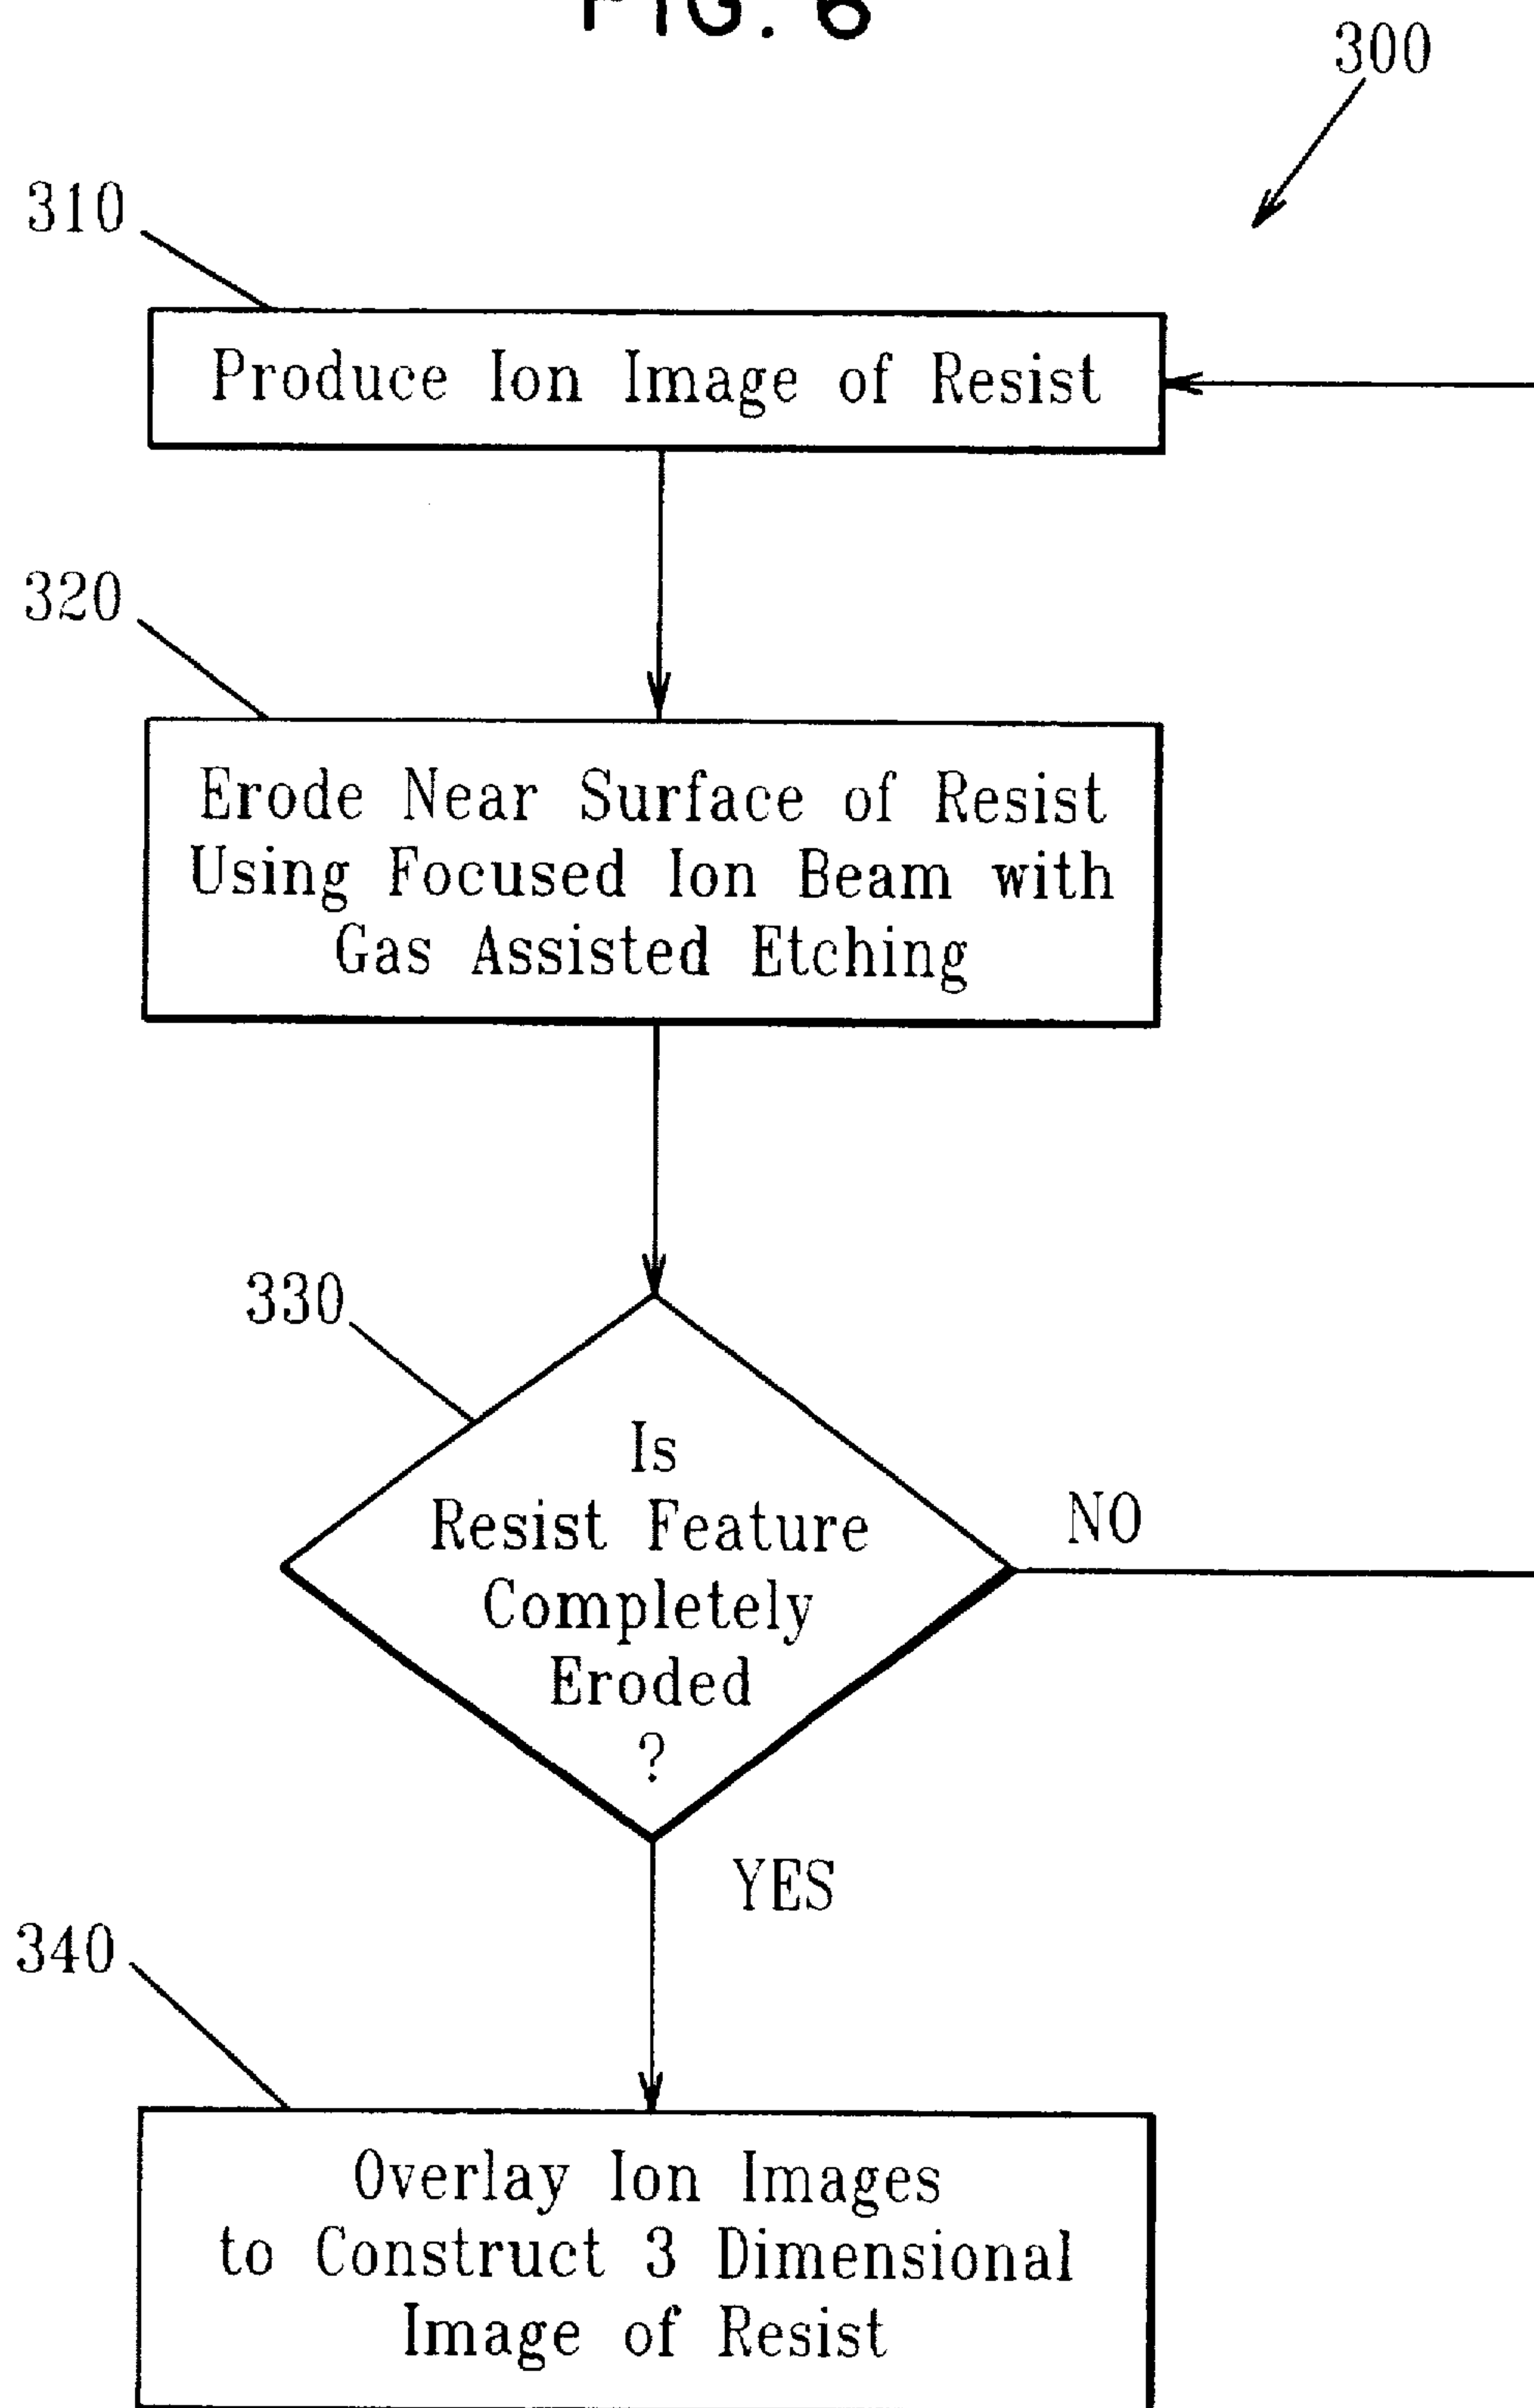 FIG. 6
300
310
Produce Ion Image of Resist
320
Erode Near Surface of Resist
Using Focused Ion Beam with
Gas Assisted Etching
330
Is
Resist Feature
Completely
Eroded
?
NO
YES
340
Overlay Ion Images
to Construct 3 Dimensional
Image of Resist